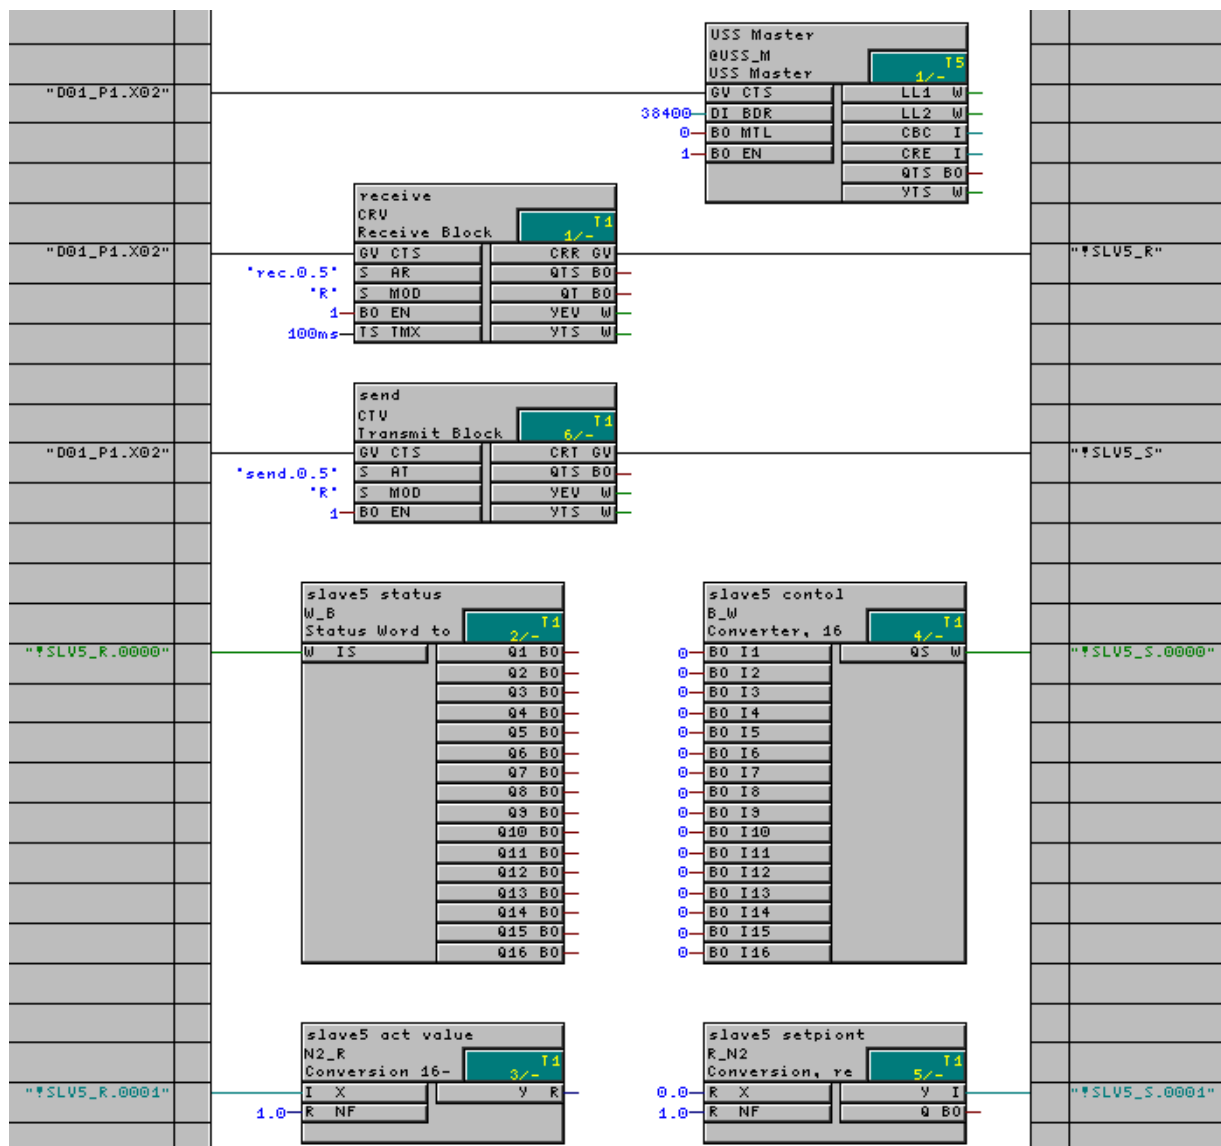 USS Master
@USS_M
USS Master
T5
1/-
"D01_P1.X02"
GV CTS
LL1 W
38400
DI BDR
LL2 W
0
BO MTL
CBC I
1
BO EN
CRE I
QTS BO
YTS W
receive
CRV
Receive Block
T1
1/-
"D01_P1.X02"
GV CTS
CRR GV
"!SLV5_R"
'rec.0.5'
S AR
QTS BO
'R'
S MOD
QT BO
1
BO EN
YEV W
100ms
TS TMX
YTS W
send
CTV
Transmit Block
T1
6/-
"D01_P1.X02"
GV CTS
CRT GV
"!SLV5_S"
'send.0.5'
S AT
QTS BO
'R'
S MOD
YEV W
1
BO EN
YTS W
slave5 status
W_B
Status Word to
T1
2/-
"!SLV5_R.0000"
W IS
Q1 BO
Q2 BO
Q3 BO
Q4 BO
Q5 BO
Q6 BO
Q7 BO
Q8 BO
Q9 BO
Q10 BO
Q11 BO
Q12 BO
Q13 BO
Q14 BO
Q15 BO
Q16 BO
slave5 contol
B_W
Converter, 16
T1
4/-
0
BO I1
QS W
"!SLV5_S.0000"
0
BO I2
0
BO I3
0
BO I4
0
BO I5
0
BO I6
0
BO I7
0
BO I8
0
BO I9
0
BO I10
0
BO I11
0
BO I12
0
BO I13
0
BO I14
0
BO I15
0
BO I16
slave5 act value
N2_R
Conversion 16-
T1
3/-
"!SLV5_R.0001"
I X
Y R
1.0
R NF
slave5 setpiont
R_N2
Conversion, re
T1
5/-
0.0
R X
Y I
"!SLV5_S.0001"
1.0
R NF
Q BO